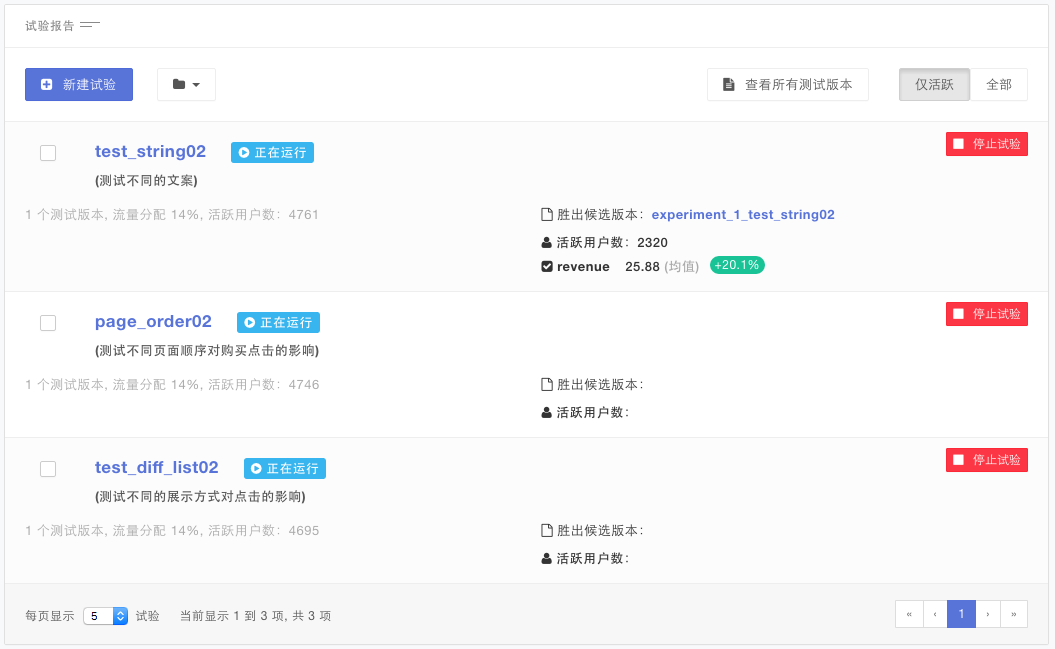 试验报告
新建试验
查看所有测试版本
仅活跃
全部
test_string02
正在运行
停止试验
(测试不同的文案)
1 个测试版本, 流量分配 14%, 活跃用户数: 4761
胜出候选版本: experiment_1_test_string02
活跃用户数: 2320
revenue 25.88 (均值) +20.1%
page_order02
正在运行
停止试验
(测试不同页面顺序对购买点击的影响)
1 个测试版本, 流量分配 14%, 活跃用户数: 4746
胜出候选版本:
活跃用户数:
test_diff_list02
正在运行
停止试验
(测试不同的展示方式对点击的影响)
1 个测试版本, 流量分配 14%, 活跃用户数: 4695
胜出候选版本:
活跃用户数:
每页显示 5 试验 当前显示 1 到 3 项, 共 3 项
« ‹ 1 › »